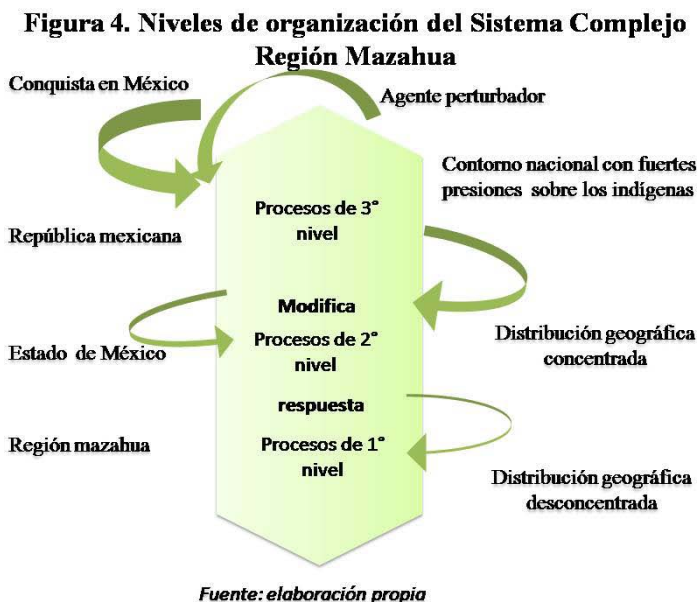 Figura 4. Niveles de organización del Sistema Complejo
Región Mazahua
Conquista en México
Agente perturbador
Contorno nacional con fuertes
presiones sobre los indígenas
Procesos de 3°
nivel
República mexicana
Modifica
Distribución geográfica
concentrada
Procesos de 2°
nivel
Estado de México
respuesta
Región mazahua
Procesos de 1°
nivel
Distribución geográfica
desconcentrada
Fuente: elaboración propia